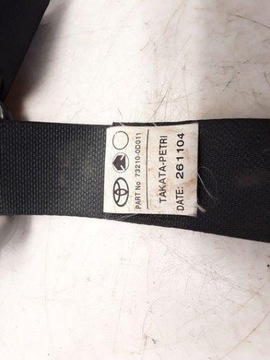 PART No 73210-0D011
TAKATA-PETRI
DATE: 261104